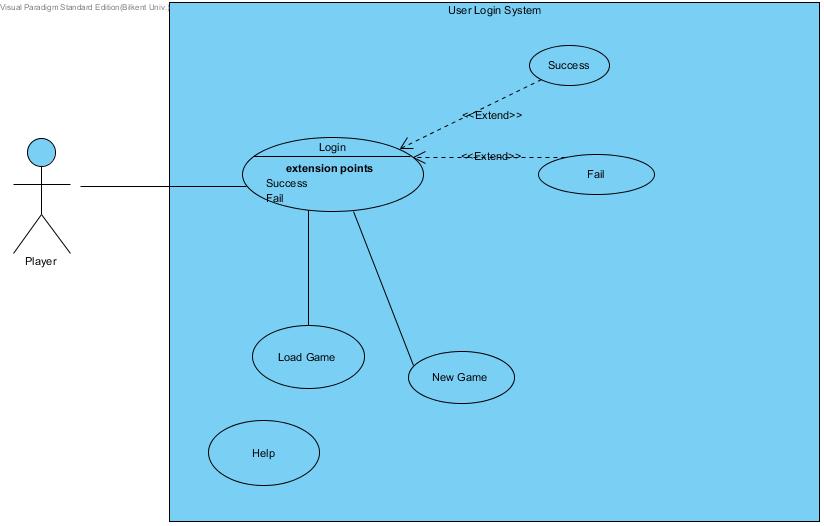 Visual Paradigm Standard Edition(Bilkent Univ.
User Login System
Success
<<Extend>>
Login
<<Extend>>
extension points
Success
Fail
Fail
Player
Load Game
New Game
Help